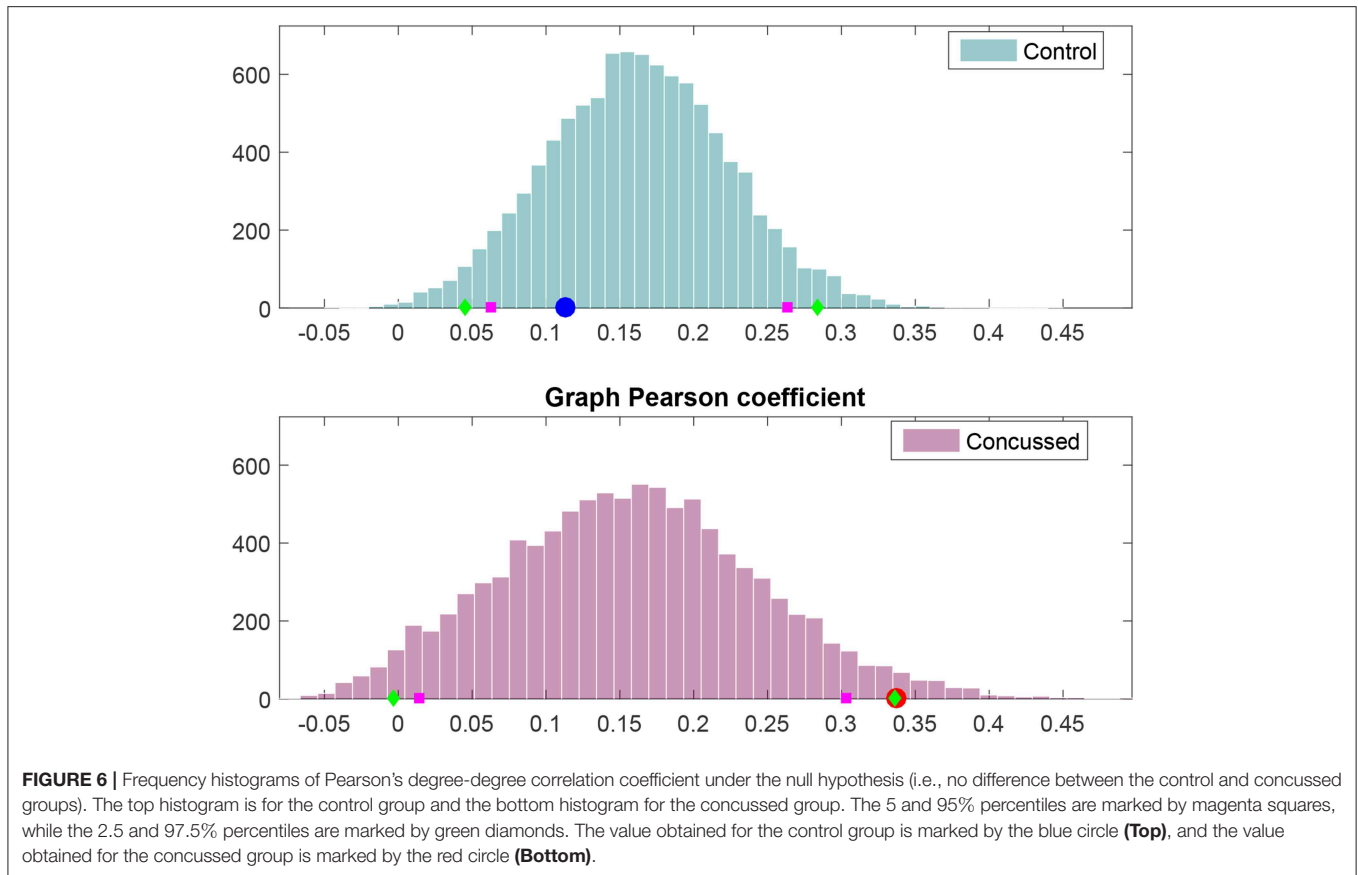 Control
600
400
200
0
-0.05 0 0.05 0.1 0.15 0.2 0.25 0.3 0.35 0.4 0.45
Graph Pearson coefficient
Concussed
600
400
200
0
-0.05 0 0.05 0.1 0.15 0.2 0.25 0.3 0.35 0.4 0.45
FIGURE 6 | Frequency histograms of Pearson's degree-degree correlation coefficient under the null hypothesis (i.e., no difference between the control and concussed
groups). The top histogram is for the control group and the bottom histogram for the concussed group. The 5 and 95% percentiles are marked by magenta squares,
while the 2.5 and 97.5% percentiles are marked by green diamonds. The value obtained for the control group is marked by the blue circle (Top), and the value
obtained for the concussed group is marked by the red circle (Bottom).